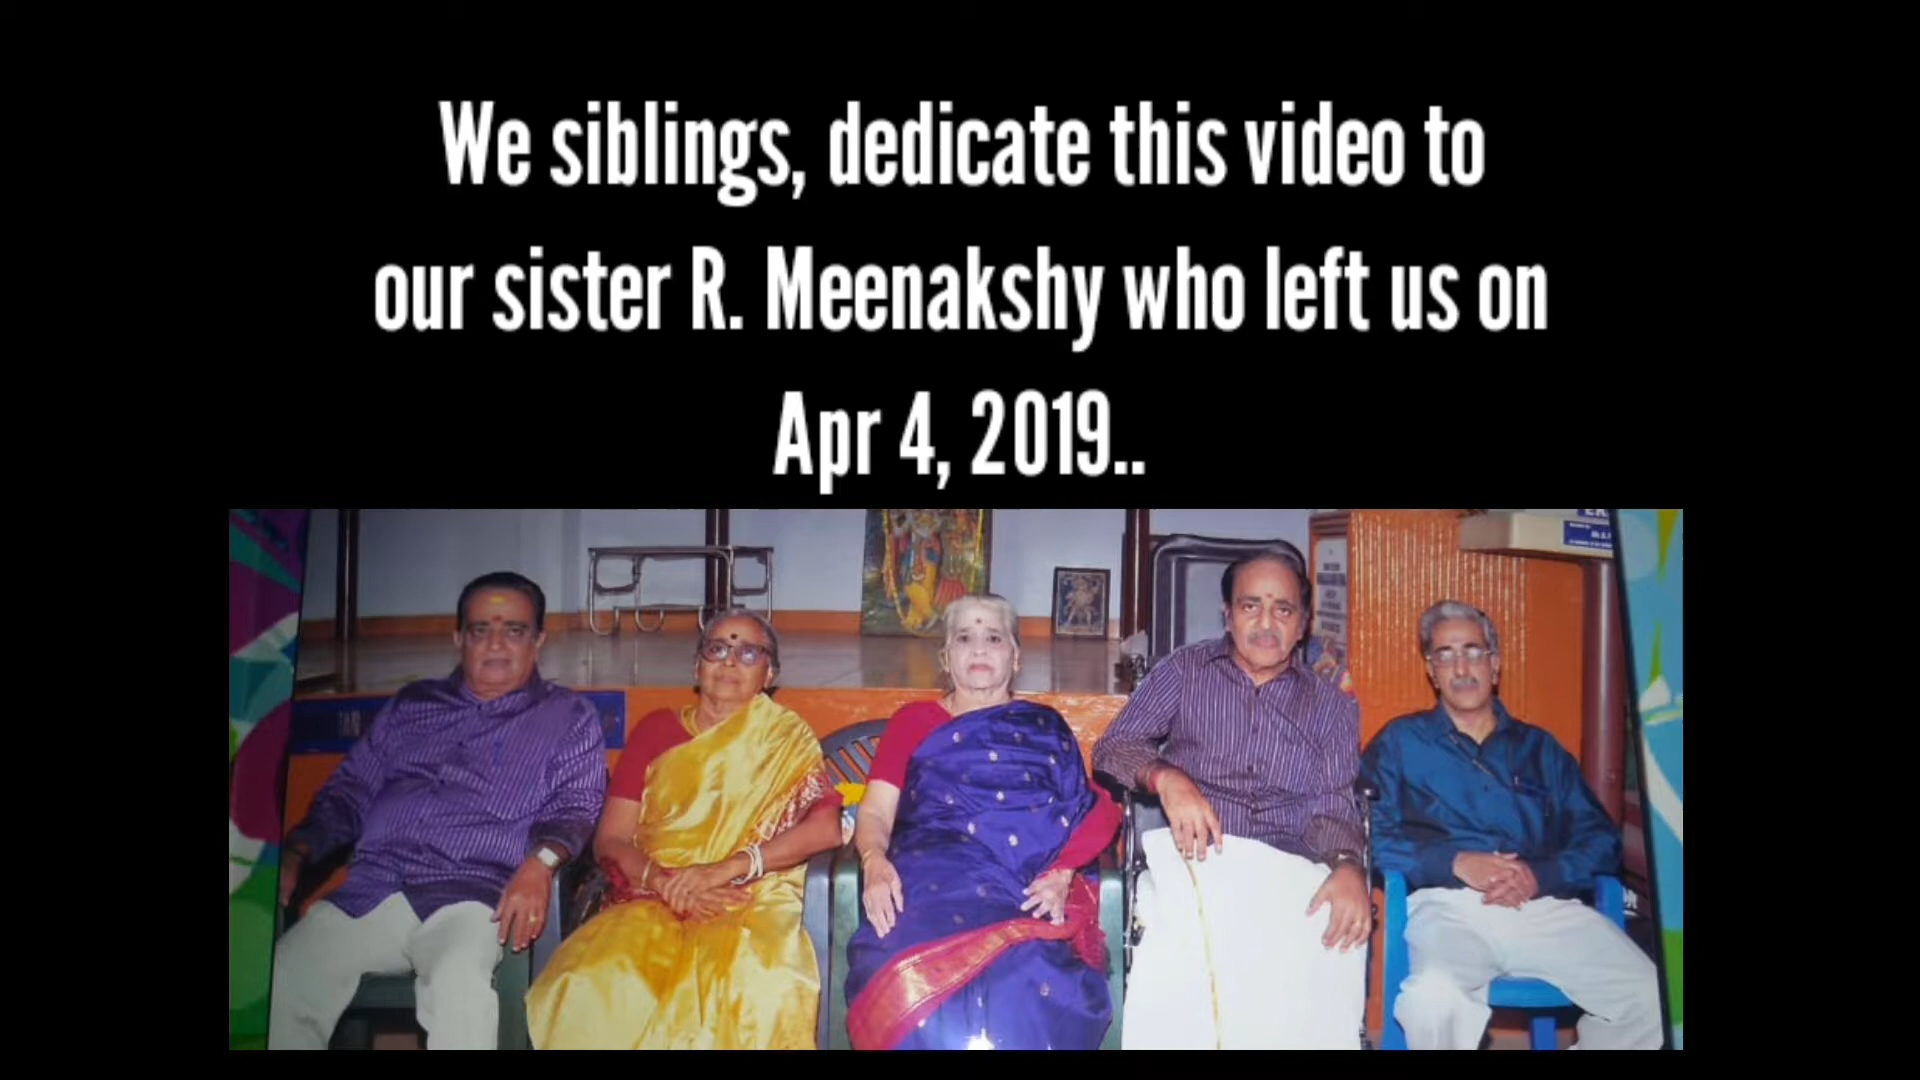 We siblings, dedicate this video to
our sister R. Meenakshy who left us on
Apr 4, 2019..